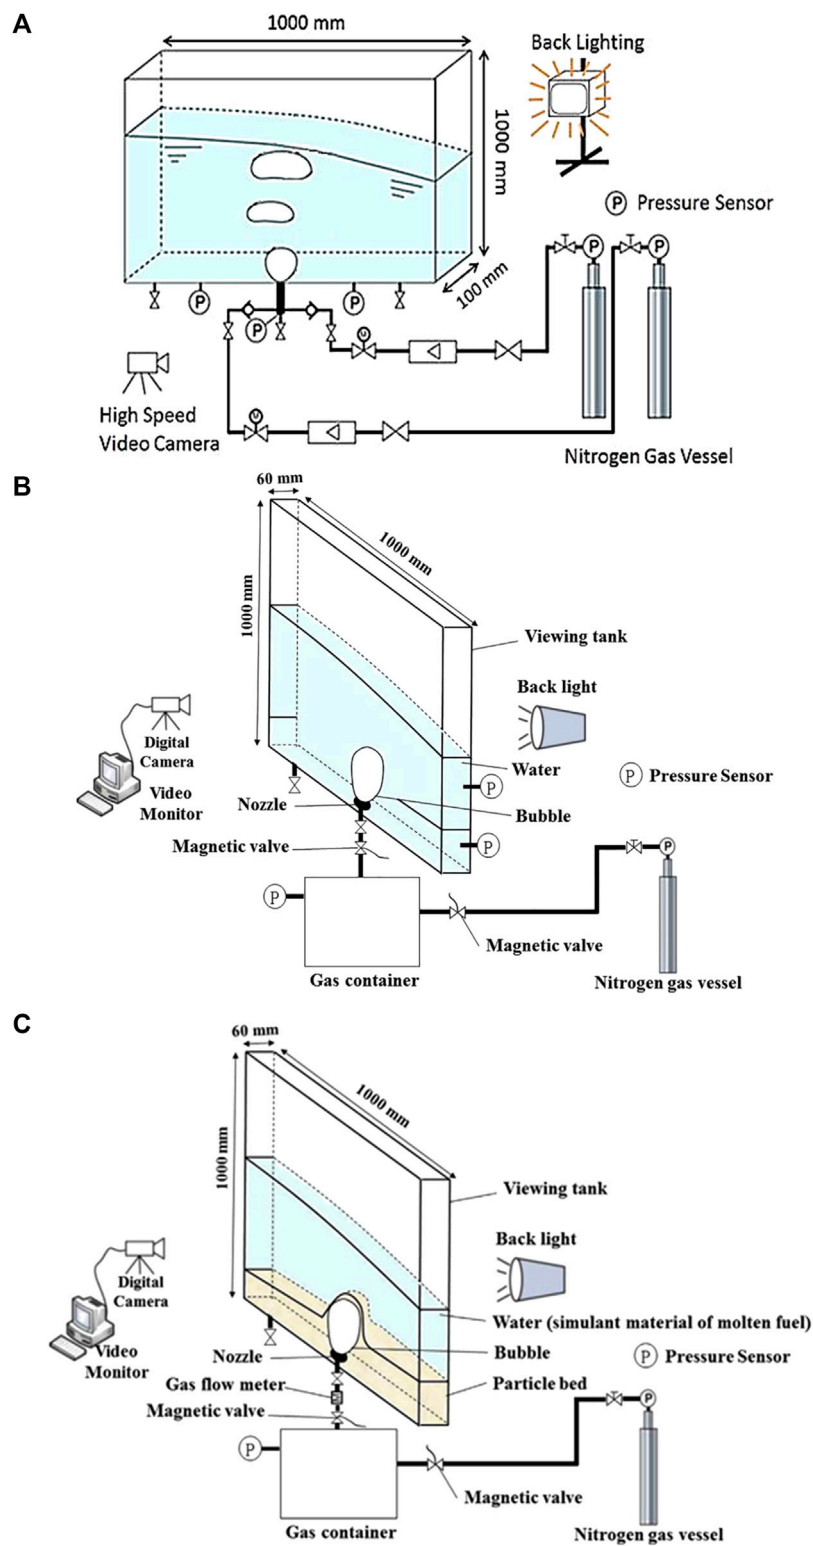 A
1000 mm
Back Lighting
1000 mm
P Pressure Sensor
P
P
100 mm
P
P
P
M
High Speed
Video Camera
M
Nitrogen Gas Vessel
B
60 mm
1000 mm
1000 mm
Viewing tank
Back light
Digital
Camera
Water
P Pressure Sensor
Video
Monitor
P
Nozzle
Bubble
Magnetic valve
P
P
P
Magnetic valve
Gas container
Nitrogen gas vessel
C
60 mm
1000 mm
1000 mm
Viewing tank
Back light
Digital
Camera
Water (simulant material of molten fuel)
Video
Monitor
Bubble
Nozzle
P Pressure Sensor
Gas flow meter
Particle bed
Magnetic valve
P
P
Magnetic valve
Gas container
Nitrogen gas vessel